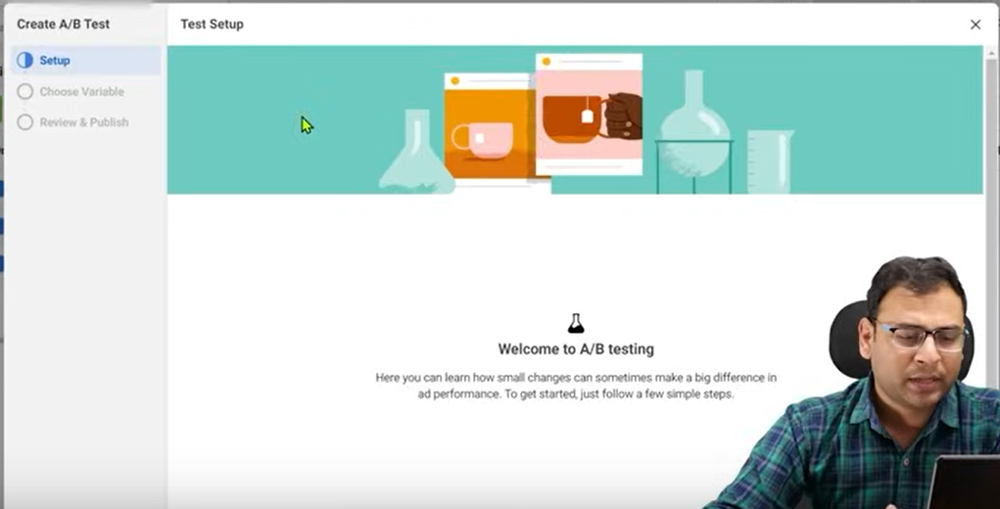 Create A/B Test
Test Setup
Setup
Choose Variable
Review & Publish
Welcome to A/B testing
Here you can learn how small changes can sometimes make a big difference in
ad performance. To get started, just follow a few simple steps.